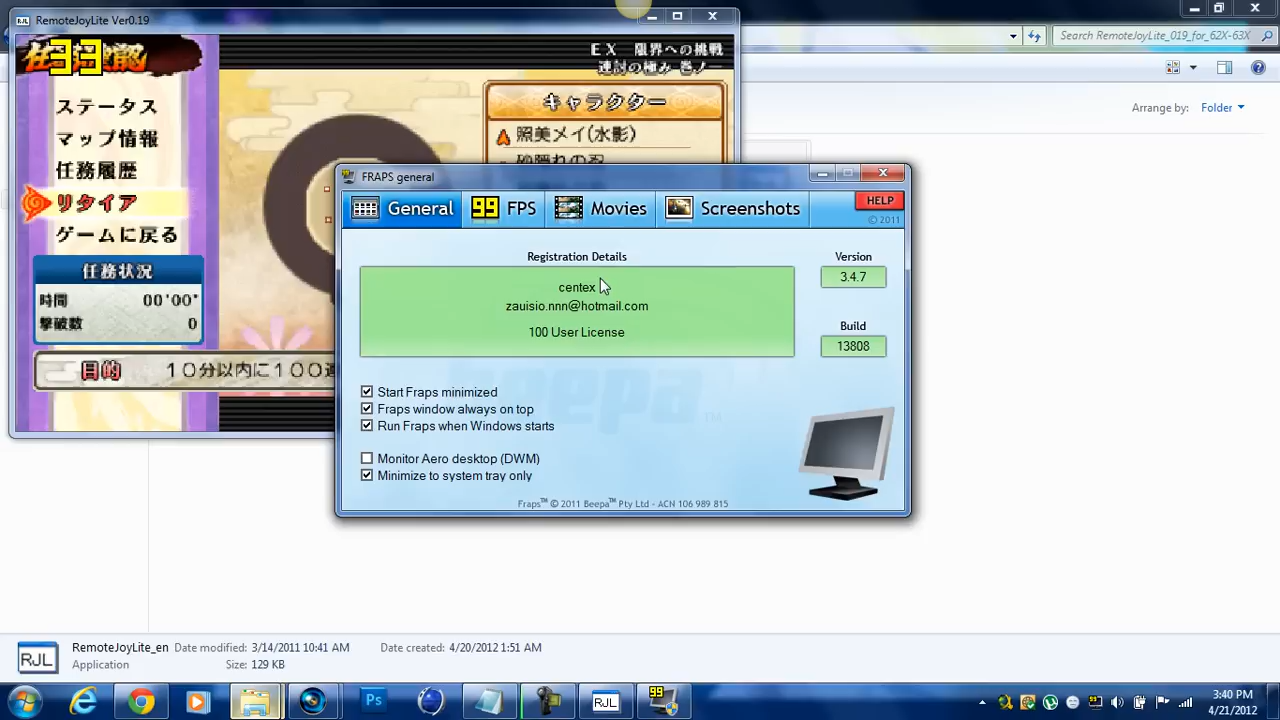 RemoteJoyLite Ver0.19
Search RemoteJoyLite_019_for_62X-63X
Arrange by: Folder
33
EX 限界への挑戦
連討の極み 巻ノ一
キャラクター
照美メイ(水影)
ステータス
マップ情報
任務履歴
リタイア
ゲームに戻る
任務状況
時間 00'00"
撃破数 0
目的 10分以内に100
FRAPS general
General
99 FPS
Movies
Screenshots
HELP
© 2011
Registration Details
centex
zauisio.nnn@hotmail.com
100 User License
Version
3.4.7
Build
13808
Start Fraps minimized
Fraps window always on top
Run Fraps when Windows starts
Monitor Aero desktop (DWM)
Minimize to system tray only
beepa
Fraps™ © 2011 Beepa™ Pty Ltd - ACN 106 989 815
RJL
RemoteJoyLite_en Date modified: 3/14/2011 10:41 AM Date created: 4/20/2012 1:51 AM
Application Size: 129 KB
Ps
RJL
99
3:40 PM
4/21/2012